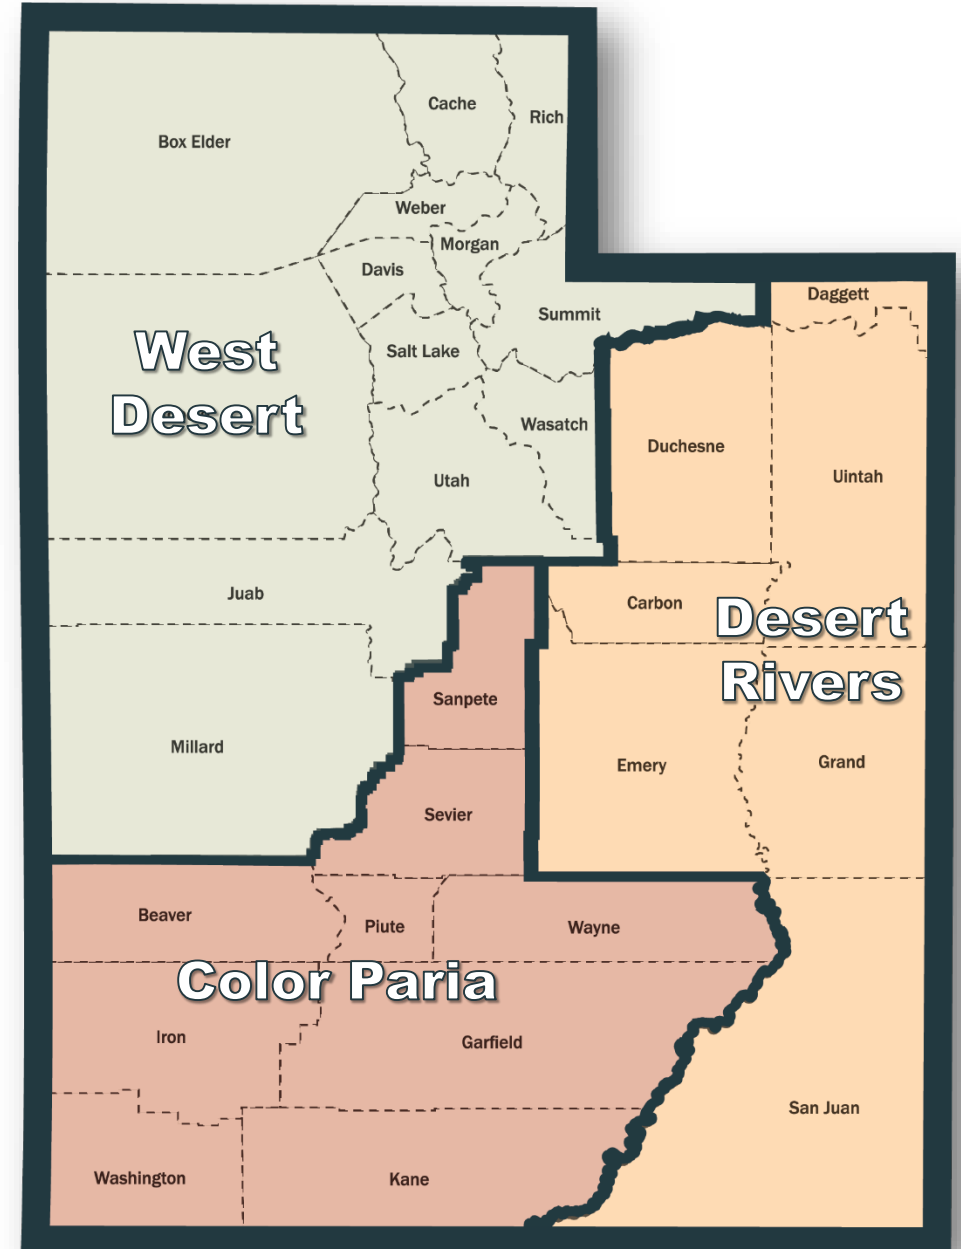 Cache
Rich
Box Elder
Weber
Morgan
Davis
Daggett
Summit
West
Desert
Salt Lake
Wasatch
Duchesne
Uintah
Utah
Juab
Carbon
Desert
Rivers
Sanpete
Millard
Emery
Grand
Sevier
Beaver
Piute
Wayne
Color Paria
Iron
Garfield
San Juan
Washington
Kane